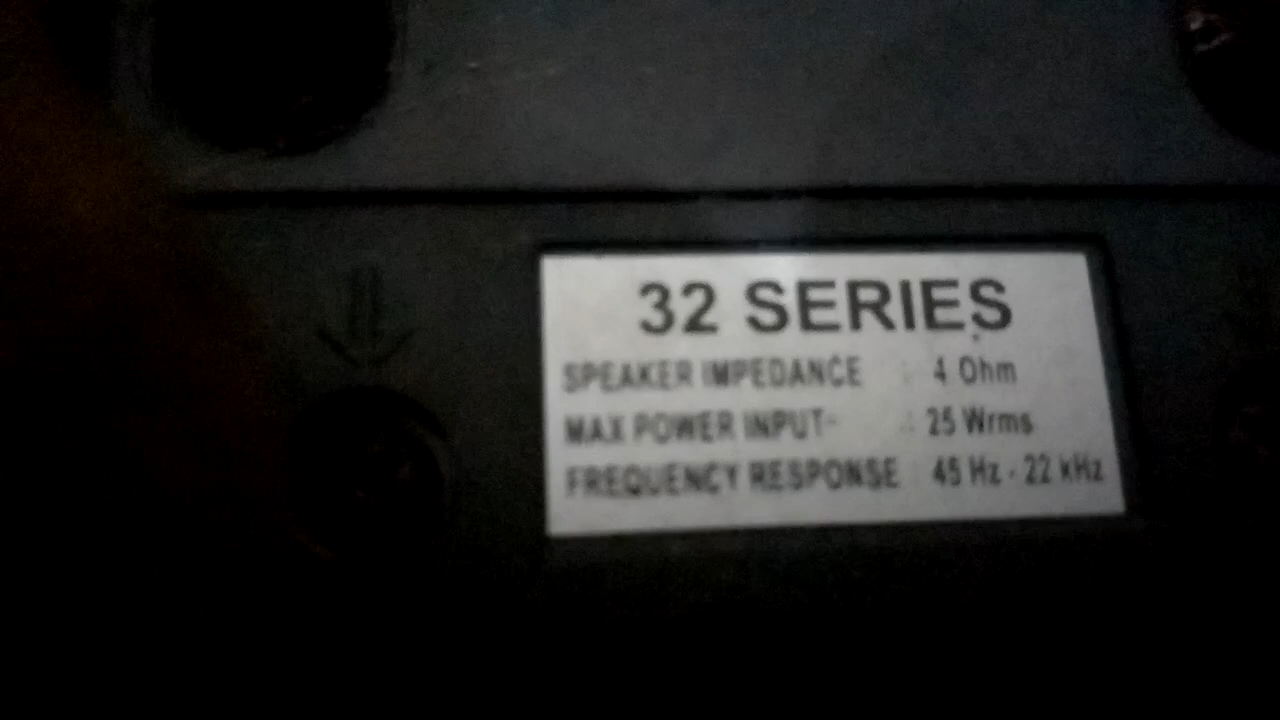 32 SERIES
SPEAKER IMPEDANCE : 4 Ohm
MAX POWER INPUT : 25 Wrms
FREQUENCY RESPONSE : 45 Hz - 22 kHz